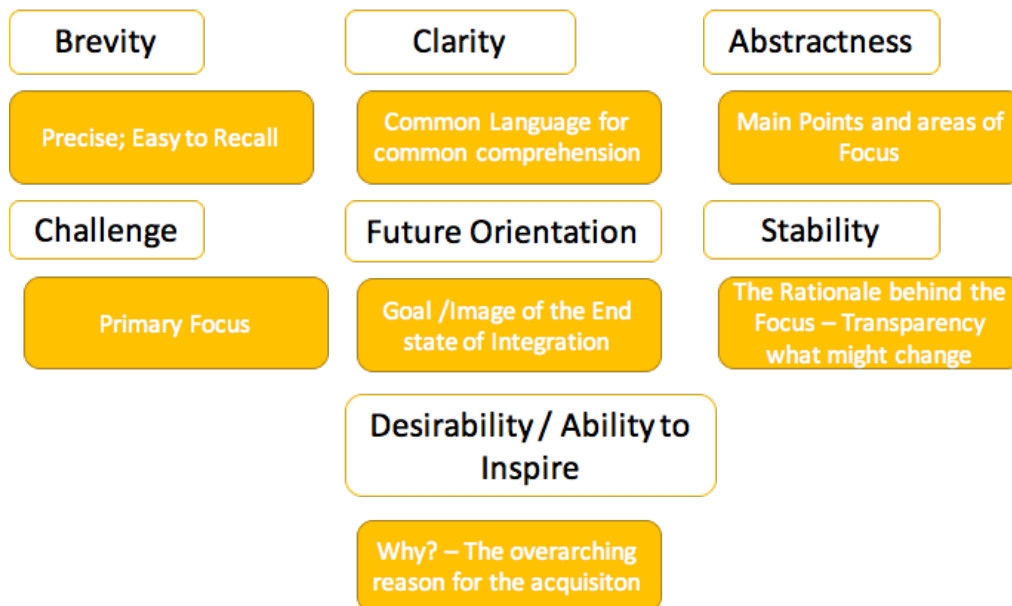 Brevity
Clarity
Abstractness
Precise; Easy to Recall
Common Language for
common comprehension
Main Points and areas of
Focus
Challenge
Future Orientation
Stability
Primary Focus
Goal /Image of the End
state of Integration
The Rationale behind the
Focus – Transparency
what might change
Desirability / Ability to
Inspire
Why? – The overarching
reason for the acquisiton